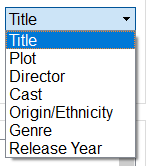 Title
Title
Plot
Director
Cast
Origin/Ethnicity
Genre
Release Year